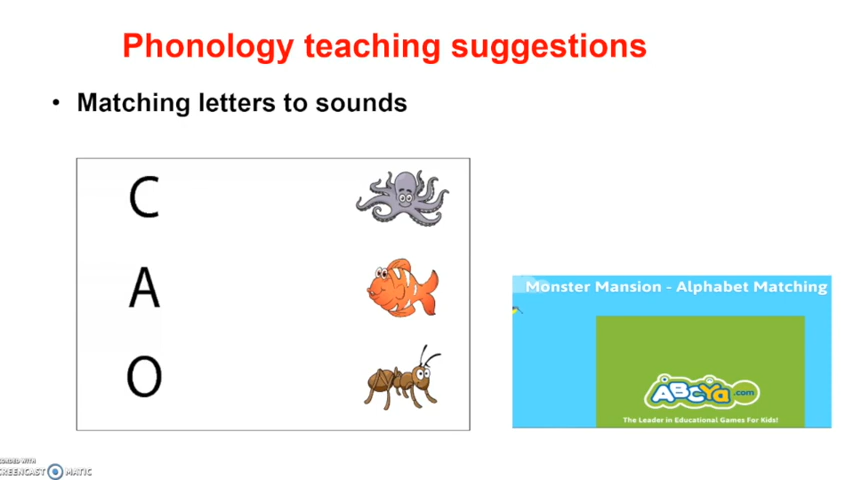 Phonology teaching suggestions
• Matching letters to sounds
C
A
O
Monster Mansion - Alphabet Matching
ABCYa.com
The Leader in Educational Games For Kids!
MATIC